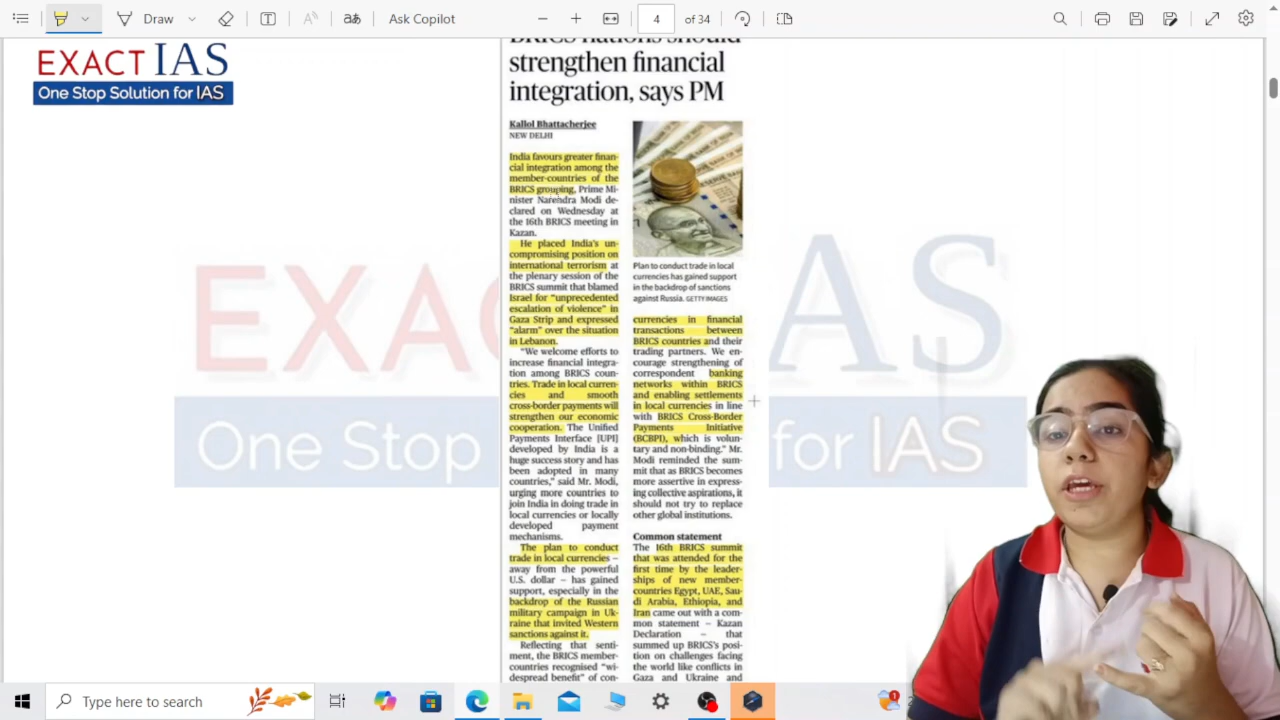 Draw
Ask Copilot
4
of 34
EXACT IAS
One Stop Solution for IAS
BRICS nations should
strengthen financial
integration, says PM
Kallol Bhattacherjee
NEW DELHI
India favours greater finan-
cial integration among the
member-countries of the
BRICS grouping, Prime Mi-
nister Narendra Modi de-
clared on Wednesday at
the 16th BRICS meeting in
Kazan.
He placed India's un-
compromising position on
international terrorism at
the plenary session of the
BRICS summit that blamed
Israel for "unprecedented
escalation of violence" in
Gaza Strip and expressed
"alarm" over the situation
in Lebanon.
"We welcome efforts to
increase financial integra-
tion among BRICS coun-
tries. Trade in local curren-
cies and smooth
cross-border payments will
strengthen our economic
cooperation. The Unified
Payments Interface [UPI]
developed by India is a
huge success story and has
been adopted in many
countries," said Mr. Modi,
urging more countries to
join India in doing trade in
local currencies or locally
developed payment
mechanisms.
The plan to conduct
trade in local currencies –
away from the powerful
U.S. dollar – has gained
support, especially in the
backdrop of the Russian
military campaign in Uk-
raine that invited Western
sanctions against it.
Reflecting that senti-
ment, the BRICS member-
countries recognised "wi-
despread benefit" of con-
Plan to conduct trade in local
currencies has gained support
in the backdrop of sanctions
against Russia. GETTY IMAGES
currencies in financial
transactions between
BRICS countries and their
trading partners. We en-
courage strengthening of
correspondent banking
networks within BRICS
and enabling settlements
in local currencies in line
with BRICS Cross-Border
Payments Initiative
(BCBPI), which is volun-
tary and non-binding." Mr.
Modi reminded the sum-
mit that as BRICS becomes
more assertive in express-
ing collective aspirations, it
should not try to replace
other global institutions.
Common statement
The 16th BRICS summit
that was attended for the
first time by the leader-
ships of new member-
countries Egypt, UAE, Sau-
di Arabia, Ethiopia, and
Iran came out with a com-
mon statement – Kazan
Declaration – that
summed up BRICS's posi-
tion on challenges facing
the world like conflicts in
Gaza and Ukraine and
EXAC AS
One Stop for IAS
Type here to search